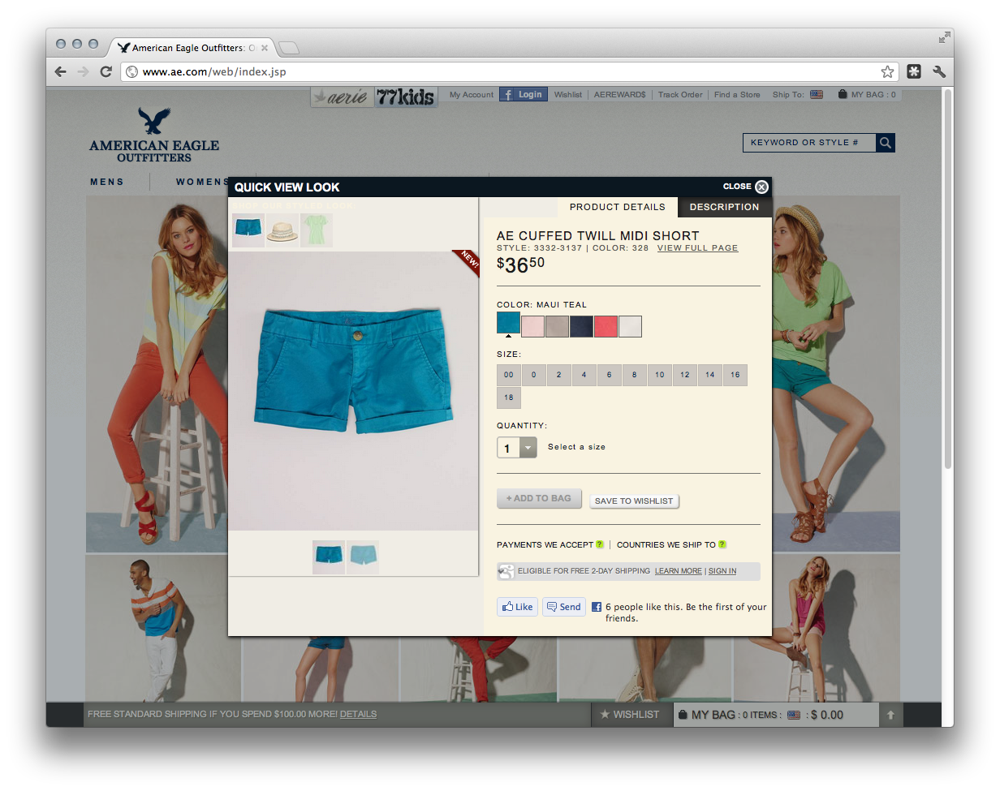 American Eagle Outfitters: O
www.ae.com/web/index.jsp
aerie 77kids My Account f Login Wishlist AEREWARD$ Track Order Find a Store Ship To: MY BAG : 0
AMERICAN EAGLE
OUTFITTERS
KEYWORD OR STYLE #
MENS WOMENS
QUICK VIEW LOOK CLOSE
SHOP OUR STYLED LOOK
PRODUCT DETAILS DESCRIPTION
NEW!
AE CUFFED TWILL MIDI SHORT
STYLE: 3332-3137 | COLOR: 328 VIEW FULL PAGE
$3650
COLOR: MAUI TEAL
SIZE:
00 0 2 4 6 8 10 12 14 16
18
QUANTITY:
1 Select a size
+ ADD TO BAG SAVE TO WISHLIST
PAYMENTS WE ACCEPT ? | COUNTRIES WE SHIP TO ?
ELIGIBLE FOR FREE 2-DAY SHIPPING LEARN MORE | SIGN IN
Like Send f 6 people like this. Be the first of your
friends.
FREE STANDARD SHIPPING IF YOU SPEND $100.00 MORE! DETAILS ★ WISHLIST MY BAG : 0 ITEMS : : $ 0.00